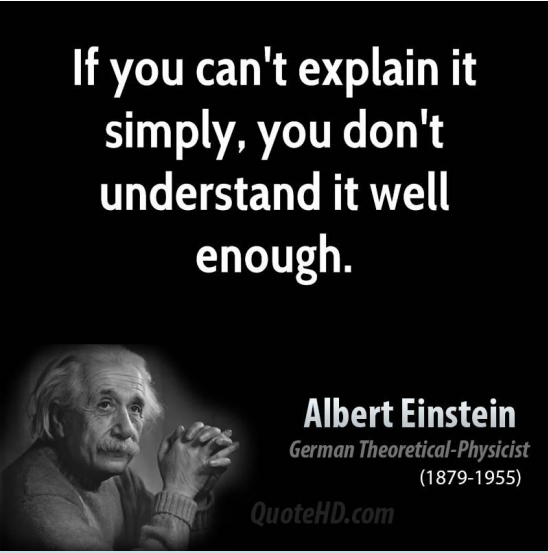 If you can't explain it
simply, you don't
understand it well
enough.
Albert Einstein
German Theoretical-Physicist
(1879-1955)
QuoteHD.com